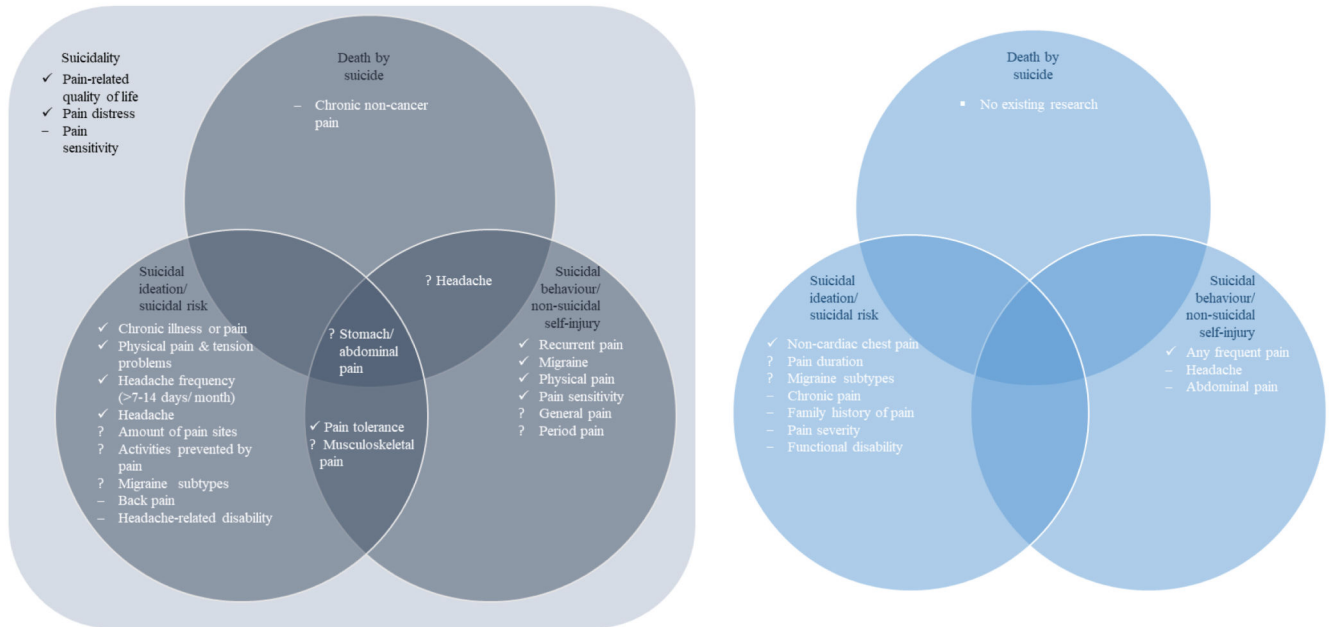 Suicidality
✓ Pain-related
quality of life
✓ Pain distress
– Pain
sensitivity
Death by
suicide
– Chronic non-cancer
pain
Suicidal
ideation/
suicidal risk
✓ Chronic illness or pain
✓ Physical pain & tension
problems
✓ Headache frequency
(>7-14 days/ month)
✓ Headache
? Amount of pain sites
? Activities prevented by
pain
? Migraine subtypes
– Back pain
– Headache-related disability
? Headache
? Stomach/
abdominal
pain
✓ Pain tolerance
? Musculoskeletal
pain
Suicidal
behaviour/
non-suicidal
self-injury
✓ Recurrent pain
✓ Migraine
✓ Physical pain
✓ Pain sensitivity
? General pain
? Period pain
Death by
suicide
▪ No existing research
Suicidal
ideation/
suicidal risk
✓ Non-cardiac chest pain
? Pain duration
? Migraine subtypes
– Chronic pain
– Family history of pain
– Pain severity
– Functional disability
Suicidal
behaviour/
non-suicidal
self-injury
✓ Any frequent pain
– Headache
– Abdominal pain